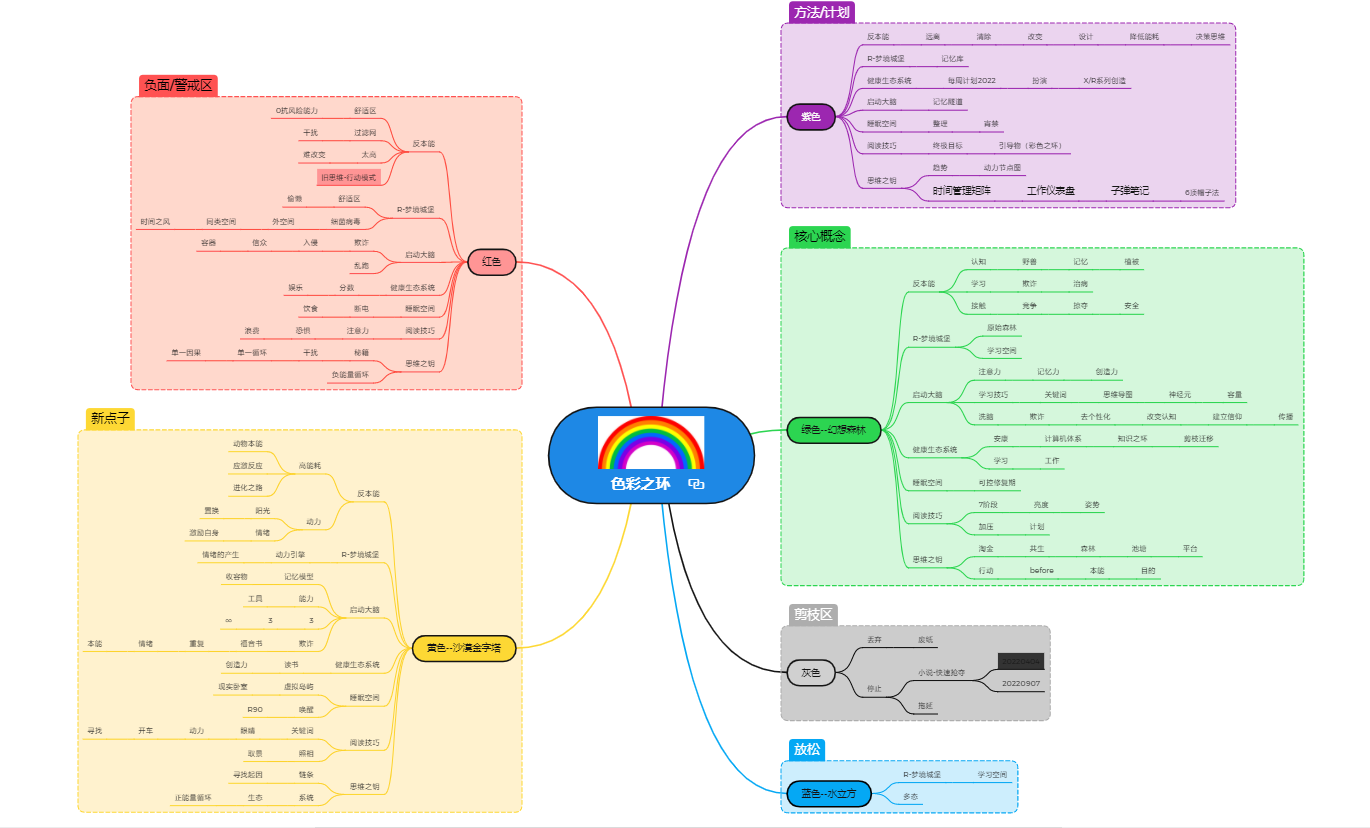 色彩之环
方法/计划
紫色
反本能 远离 清除 改变 设计 降低能耗 决策思维
R-梦境城堡 记忆库
健康生态系统 每周计划2022 扮演 X/R系列创造
启动大脑 记忆隧道
睡眠空间 整理 宵禁
阅读技巧 终极目标 引导物（彩色之环）
思维之钥
趋势 动力节点图
时间管理矩阵 工作仪表盘 子弹笔记 6顶帽子法
核心概念
绿色--幻想森林
反本能
认知 野兽 记忆 植被
学习 欺诈 治病
接触 竞争 掠夺 安全
R-梦境城堡
原始森林
学习空间
启动大脑
注意力 记忆力 创造力
学习技巧 关键词 思维导图 神经元 容量
洗脑 欺诈 去个性化 改变认知 建立信仰 传播
健康生态系统
安康 计算机体系 知识之环 剪枝迁移
学习 工作
睡眠空间 可控修复期
阅读技巧
7阶段 亮度 姿势
加压 计划
思维之钥
淘金 共生 森林 池塘 平台
行动 before 本能 目的
剪枝区
灰色
丢弃 皮纸
停止
小说-快速抢夺
20220907
拖延
放松
蓝色--水立方
R-梦境城堡 学习空间
多态
负面/警戒区
红色
反本能
0抗风险能力 舒适区
干扰 过滤网
难改变 太高
旧思维-行动模式
R-梦境城堡
偷懒 舒适区
时间之风 同类空间 外空间 细菌病毒
启动大脑
容器 信众 入侵 欺诈
乱跑
娱乐 分数 健康生态系统
饮食 断电 睡眠空间
浪费 恐惧 注意力 阅读技巧
思维之钥
单一因果 单一循环 干扰 秘籍
负能量循环
新点子
黄色--沙漠金字塔
反本能
高能耗
动物本能
应激反应
进化之路
动力
置换 阳光
激励自身 情绪
情绪的产生 动力引擎 R-梦境城堡
启动大脑
收容物 记忆模型
工具 能力
∞ 3 3
本能 情绪 重复 福音书 欺诈
创造力 读书 健康生态系统
睡眠空间
现实卧室 虚拟岛屿
R90 唤醒
阅读技巧
寻找 开车 动力 眼睛 关键词
取景 照相
思维之钥
寻找起因 链条
正能量循环 生态 系统